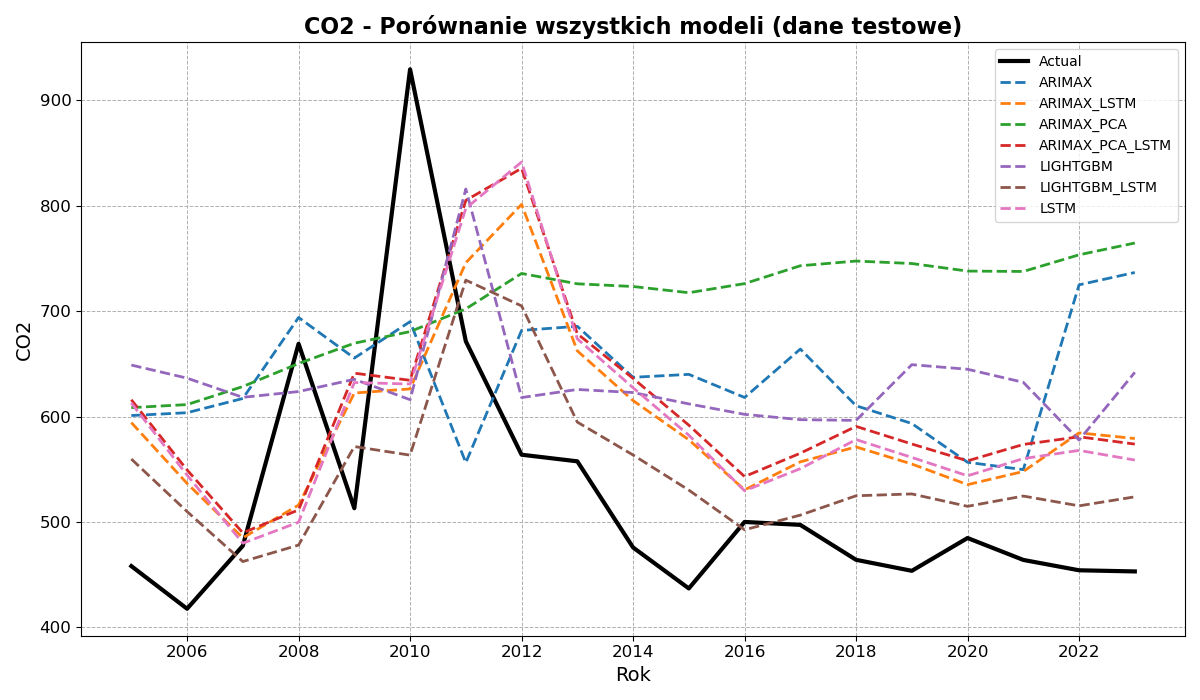 CO2 - Porównanie wszystkich modeli (dane testowe)
Actual
ARIMAX
ARIMAX_LSTM
ARIMAX_PCA
ARIMAX_PCA_LSTM
LIGHTGBM
LIGHTGBM_LSTM
LSTM
CO2
900
800
700
600
500
400
2006 2008 2010 2012 2014 2016 2018 2020 2022
Rok